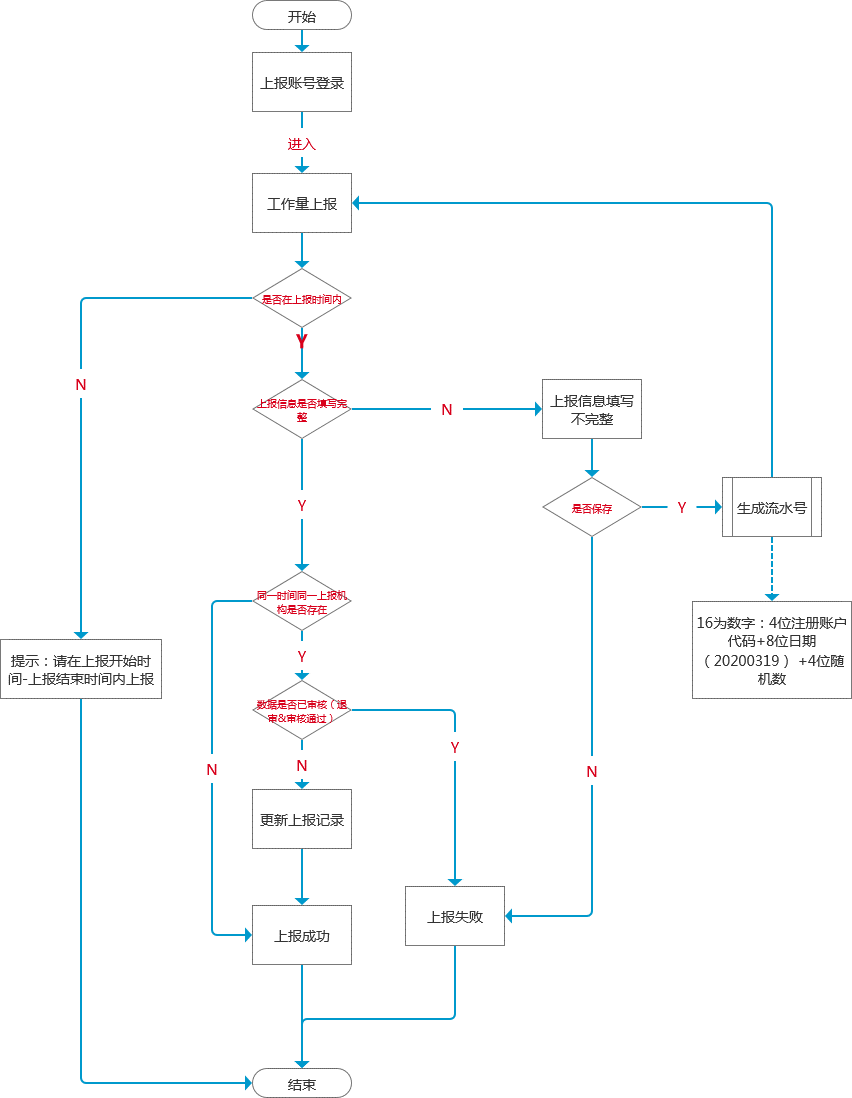 开始
上报账号登录
进入
工作量上报
是否在上报时间内
Y
N
上报信息是否填写完
整
N
上报信息填写
不完整
Y
是否保存
Y
生成流水号
同一时间同一上报机
构是否存在
16为数字：4位注册账户
代码+8位日期
（20200319）+4位随
机数
Y
提示：请在上报开始时
间-上报结束时间内上报
数据是否已审核（退
审&审核通过）
Y
N
N
N
更新上报记录
上报成功
上报失败
结束